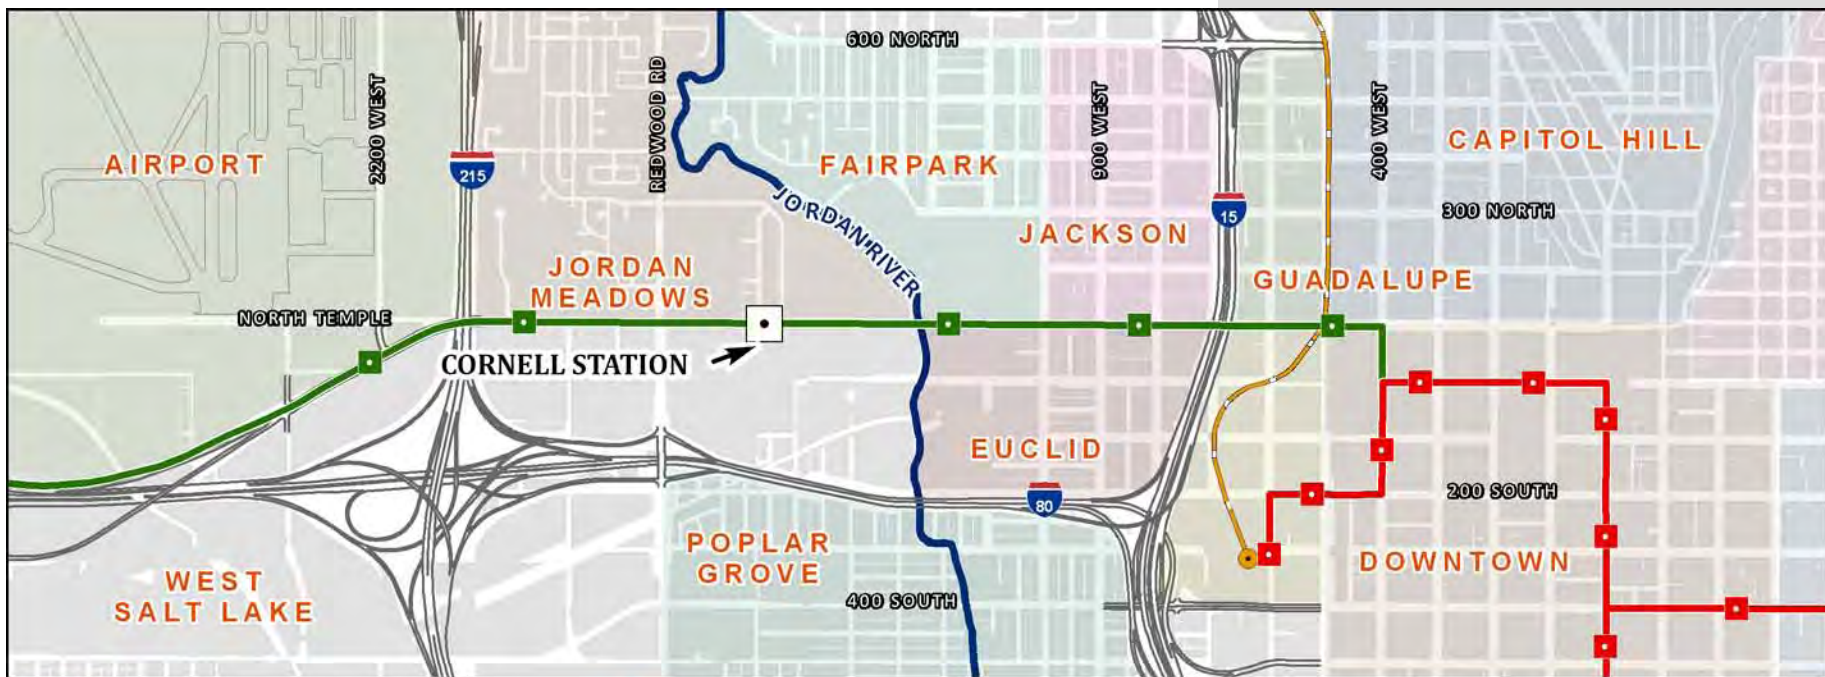 600 NORTH
2200 WEST
REDWOOD RD
900 WEST
400 WEST
CAPITOL HILL
AIRPORT
FAIRPARK
215
15
300 NORTH
JORDAN RIVER
JACKSON
JORDAN
MEADOWS
GUADALUPE
NORTH TEMPLE
CORNELL STATION
EUCLID
80
200 SOUTH
POPLAR
GROVE
DOWNTOWN
WEST
SALT LAKE
400 SOUTH